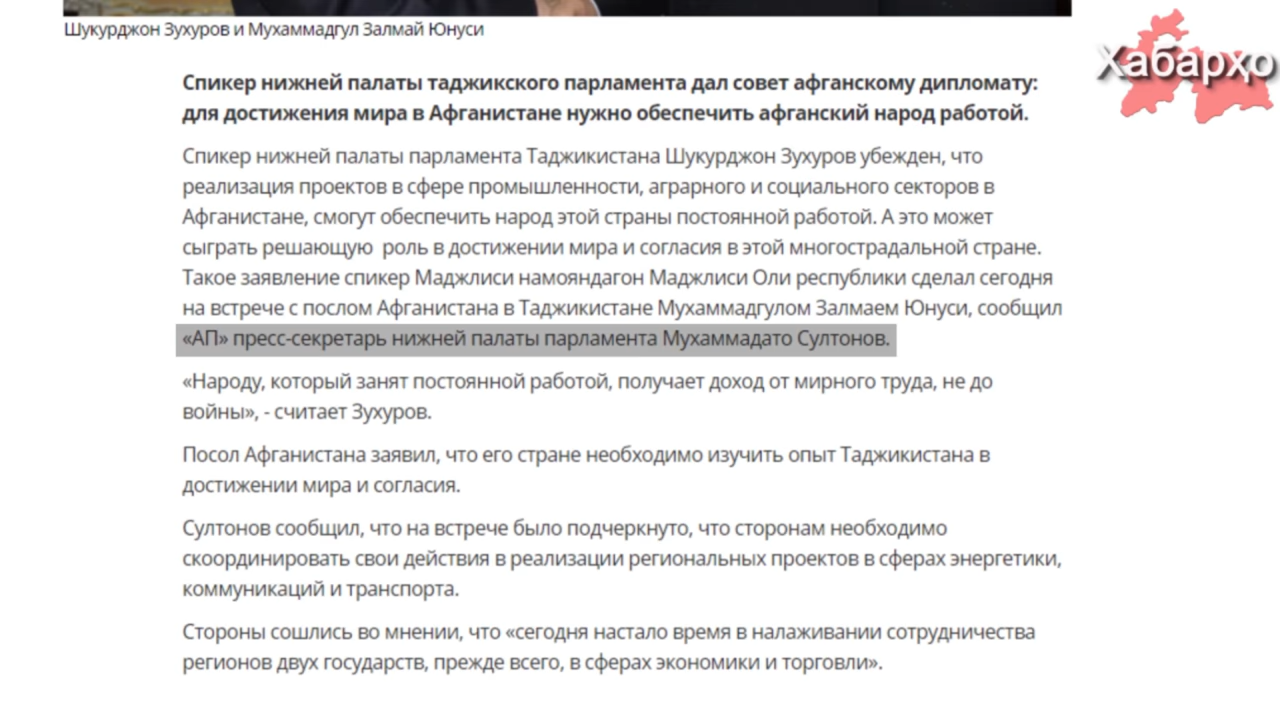 Шукурджон Зухуров и Мухаммадгул Залмай Юнуси
Хабарҳо
Спикер нижней палаты таджикского парламента дал совет афганскому дипломату:
для достижения мира в Афганистане нужно обеспечить афганский народ работой.
Спикер нижней палаты парламента Таджикистана Шукурджон Зухуров убежден, что
реализация проектов в сфере промышленности, аграрного и социального секторов в
Афганистане, смогут обеспечить народ этой страны постоянной работой. А это может
сыграть решающую роль в достижении мира и согласия в этой многострадальной стране.
Такое заявление спикер Маджлиси намояндагон Маджлиси Оли республики сделал сегодня
на встрече с послом Афганистана в Таджикистане Мухаммадгулом Залмаем Юнуси, сообщил
«АП» пресс-секретарь нижней палаты парламента Мухаммадато Султонов.
«Народу, который занят постоянной работой, получает доход от мирного труда, не до
войны», - считает Зухуров.
Посол Афганистана заявил, что его стране необходимо изучить опыт Таджикистана в
достижении мира и согласия.
Султонов сообщил, что на встрече было подчеркнуто, что сторонам необходимо
скоординировать свои действия в реализации региональных проектов в сферах энергетики,
коммуникаций и транспорта.
Стороны сошлись во мнении, что «сегодня настало время в налаживании сотрудничества
регионов двух государств, прежде всего, в сферах экономики и торговли».